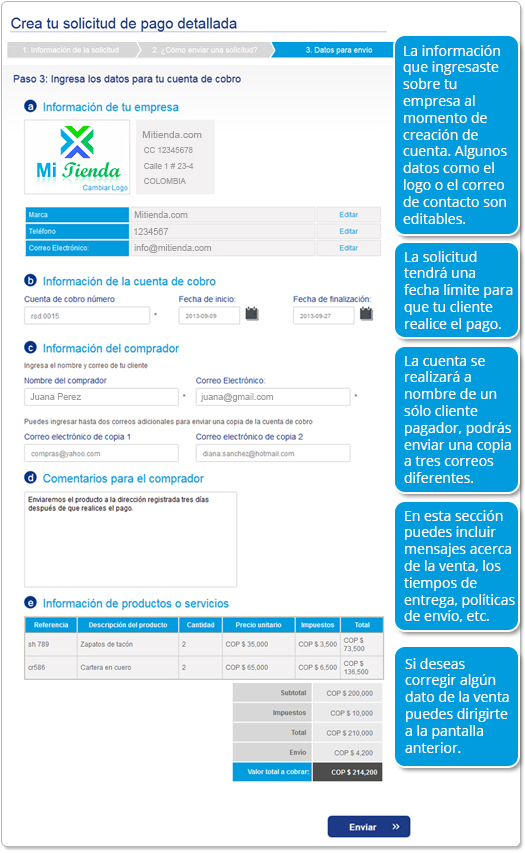 Crea tu solicitud de pago detallada
1. Información de la solicitud
2. ¿Cómo enviar una solicitud?
3. Datos para envio
Paso 3: Ingresa los datos para tu cuenta de cobro
a Información de tu empresa
Mi Tienda
Cambiar Logo
Mitienda.com
CC 12345678
Calle 1 # 23-4
COLOMBIA
Marca Mitienda.com Editar
Teléfono 1234567 Editar
Correo Electrónico: info@mitienda.com Editar
b Información de la cuenta de cobro
Cuenta de cobro número Fecha de inicio: Fecha de finalización:
rsd 0015 * 2013-09-09 2013-09-27
c Información del comprador
Ingresa el nombre y correo de tu cliente
Nombre del comprador Correo Electrónico:
Juana Perez * juana@gmail.com *
Puedes ingresar hasta dos correos adicionales para enviar una copia de la cuenta de cobro
Correo electrónico de copia 1 Correo electrónico de copia 2
compras@yahoo.com diana.sanchez@hotmail.com
d Comentarios para el comprador
Enviaremos el producto a la dirección registrada tres días
después de que realices el pago.
e Información de productos o servicios
Referencia Descripción del producto Cantidad Precio unitario Impuestos Total
sh 789 Zapatos de tacón 2 COP $ 35,000 COP $ 3,500 COP $
73,500
cr586 Cartera en cuero 2 COP $ 65,000 COP $ 6,500 COP $
136,500
Subtotal COP $ 200,000
Impuestos COP $ 10,000
Total COP $ 210,000
Envío COP $ 4,200
Valor total a cobrar: COP $ 214,200
Enviar »
La información
que ingresaste
sobre tu
empresa al
momento de
creación de
cuenta. Algunos
datos como el
logo o el correo
de contacto son
editables.
La solicitud
tendrá una
fecha límite para
que tu cliente
realice el pago.
La cuenta se
realizará a
nombre de un
sólo cliente
pagador, podrás
enviar una copia
a tres correos
diferentes.
En esta sección
puedes incluir
mensajes acerca
de la venta, los
tiempos de
entrega, políticas
de envío, etc.
Si deseas
corregir algún
dato de la venta
puedes dirigirte
a la pantalla
anterior.